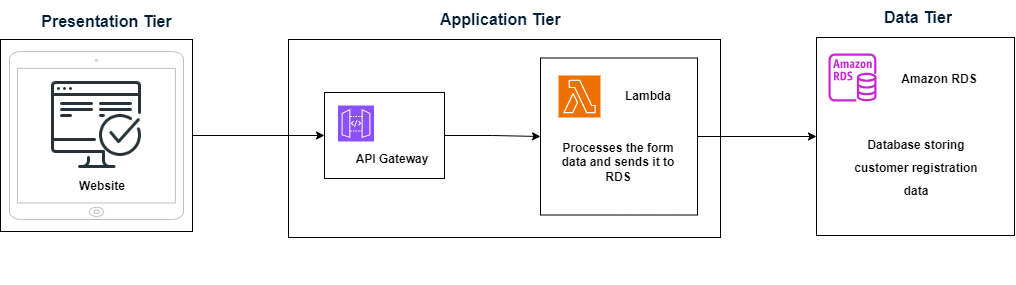 Presentation Tier
Application Tier
Data Tier
Website
API Gateway
Lambda
Processes the form
data and sends it to
RDS
Amazon
RDS
Amazon RDS
Database storing
customer registration
data